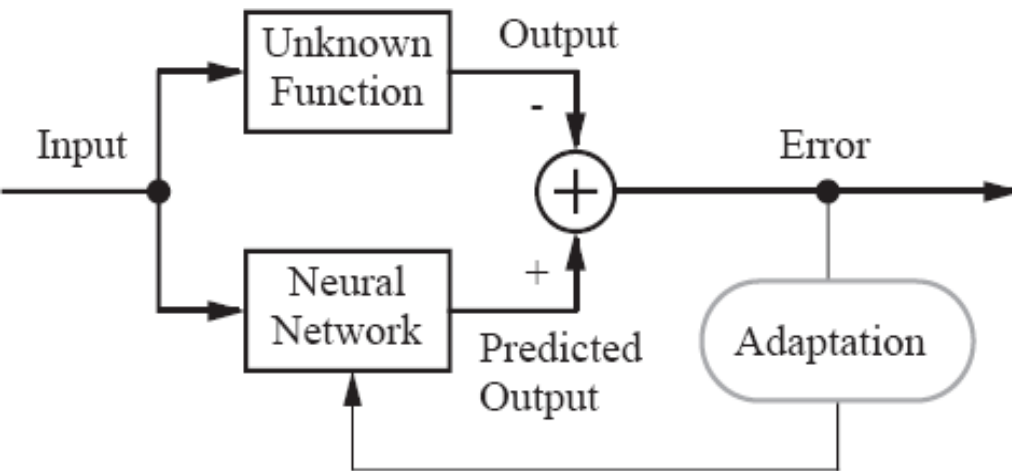 Unknown
Function
Output
-
Input
Error
+
Neural
Network
+
Predicted
Output
Adaptation